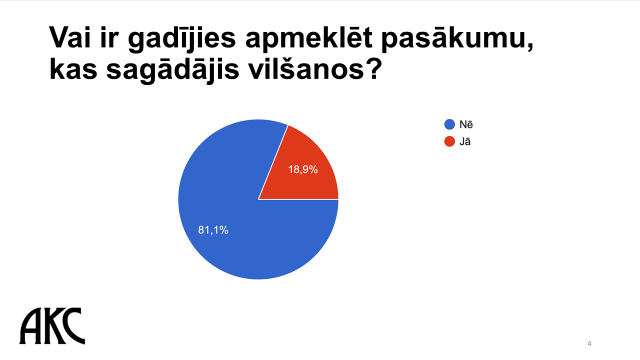 Vai ir gadījies apmeklēt pasākumu,
kas sagādājis vilšanos?
Nē
Jā
18,9%
81,1%
AKC
4